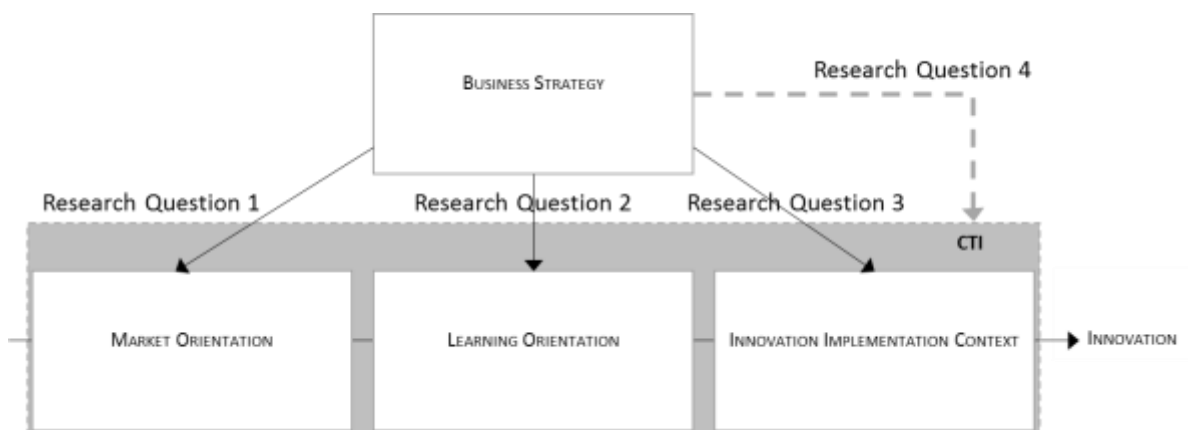 BUSINESS STRATEGY
Research Question 4
Research Question 1
Research Question 2
Research Question 3
CTI
MARKET ORIENTATION
LEARNING ORIENTATION
INNOVATION IMPLEMENTATION CONTEXT
INNOVATION